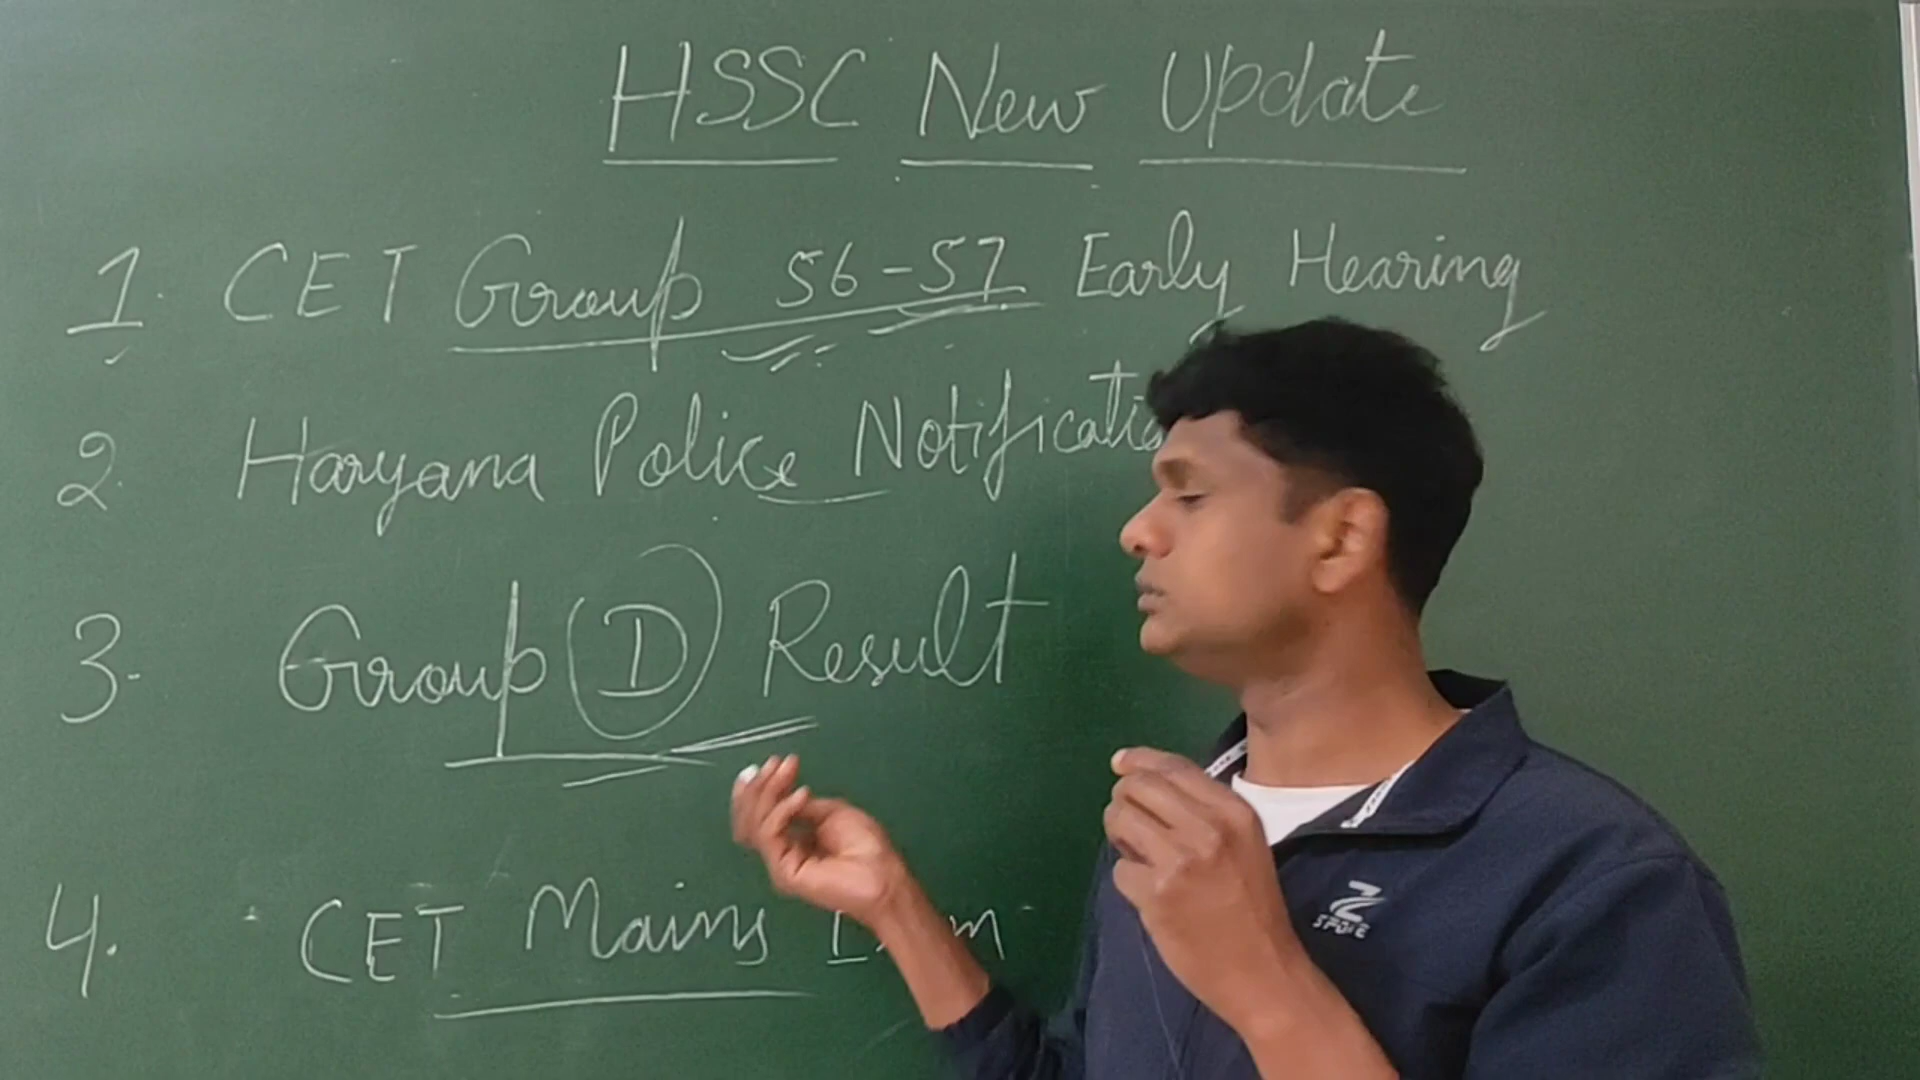 HSSC New Update
1. CET Group 56-57 Early Hearing
2. Haryana Police
3. Group D Result
4. CET Mains
Z